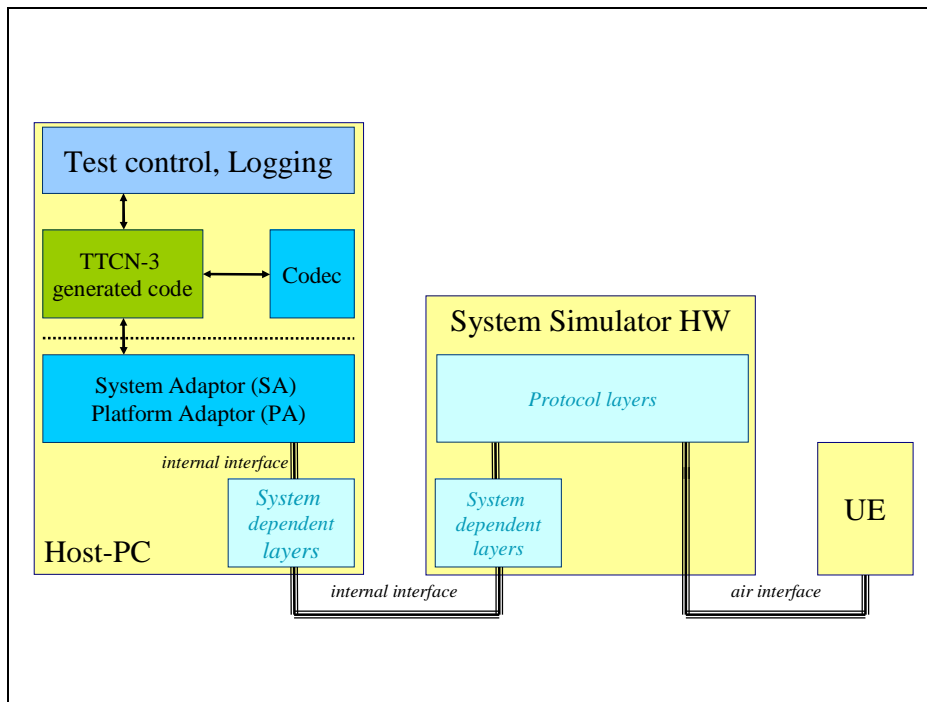 Test control, Logging
TTCN-3
generated code
Codec
System Adaptor (SA)
Platform Adaptor (PA)
internal interface
System
dependent
layers
Host-PC
internal interface
System Simulator HW
Protocol layers
System
dependent
layers
air interface
UE